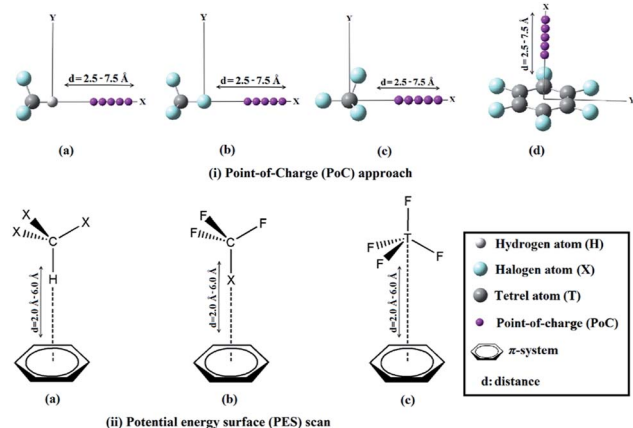 Y
Y
Y
X
d = 2.5 - 7.5 Å
d = 2.5 - 7.5 Å
d = 2.5 - 7.5 Å
d = 2.5 - 7.5 Å
X
X
X
Y
(a)
(b)
(c)
(d)
(i) Point-of-Charge (PoC) approach
X
X
X
C
H
d=2.0 Å-6.0 Å
F
F
F
C
X
d=2.0 Å-6.0 Å
F
T
F
F
F
d=2.0 Å-6.0 Å
Hydrogen atom (H)
Halogen atom (X)
Tetrel atom (T)
Point-of-charge (PoC)
π-system
d: distance
(a)
(b)
(c)
(ii) Potential energy surface (PES) scan